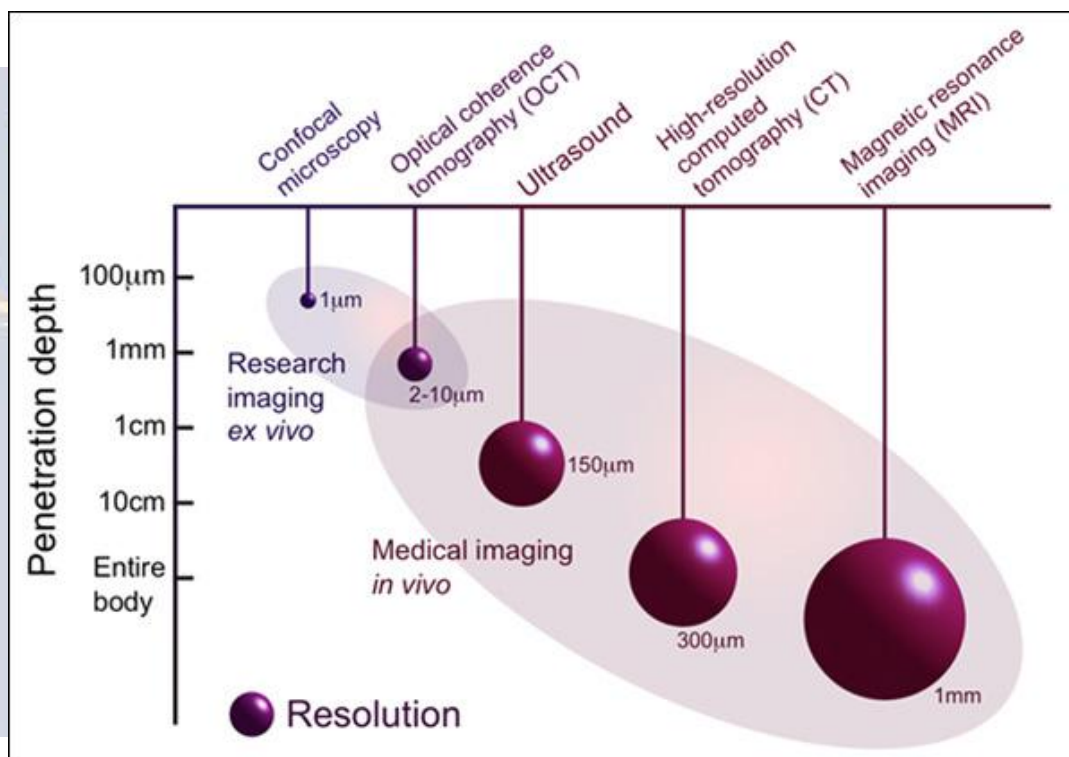 Confocal
microscopy
Optical coherence
tomography (OCT)
Ultrasound
High-resolution
computed
tomography (CT)
Magnetic resonance
imaging (MRI)
Penetration depth
100μm
1mm
1cm
10cm
Entire
body
1μm
2-10μm
150μm
300μm
1mm
Research
imaging
ex vivo
Medical imaging
in vivo
Resolution